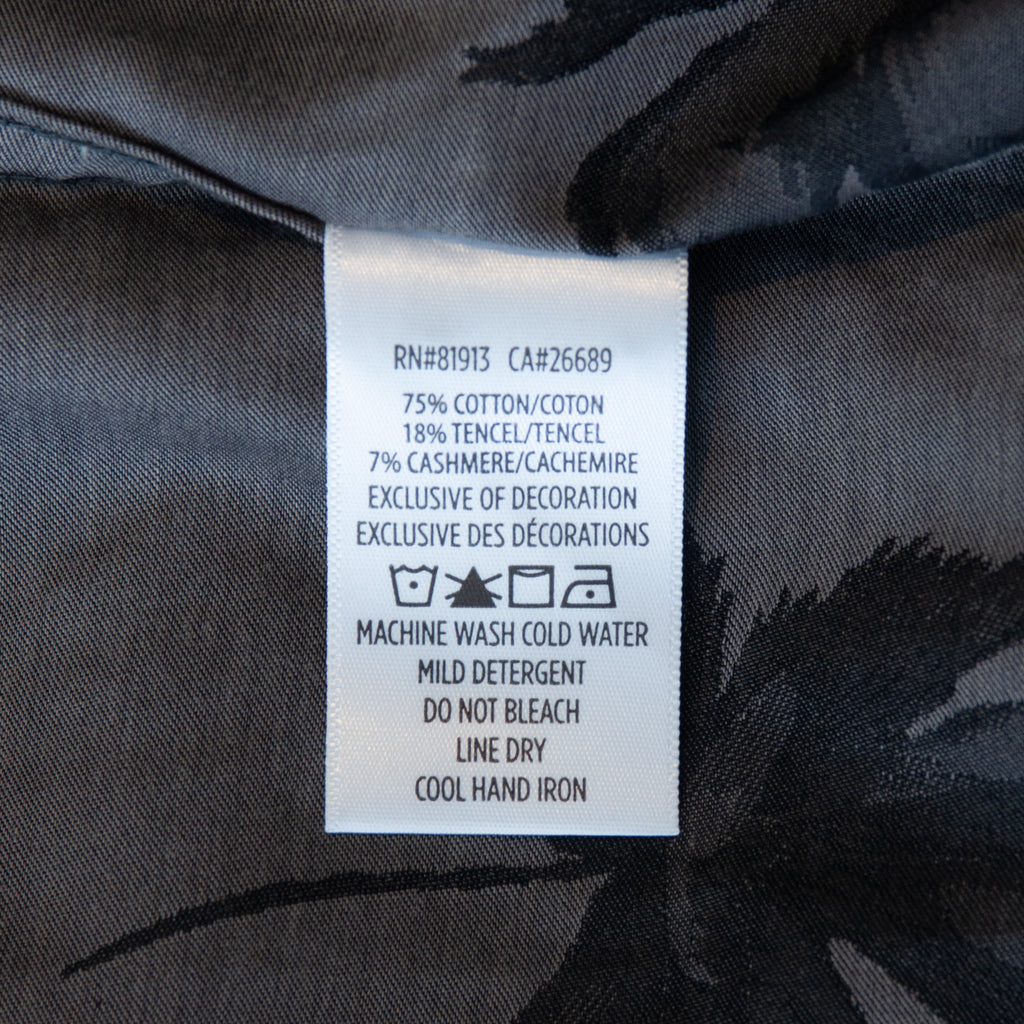 RN#81913 CA#26689
75% COTTON/COTON
18% TENCEL/TENCEL
7% CASHMERE/CACHEMIRE
EXCLUSIVE OF DECORATION
EXCLUSIVE DES DÉCORATIONS
MACHINE WASH COLD WATER
MILD DETERGENT
DO NOT BLEACH
LINE DRY
COOL HAND IRON